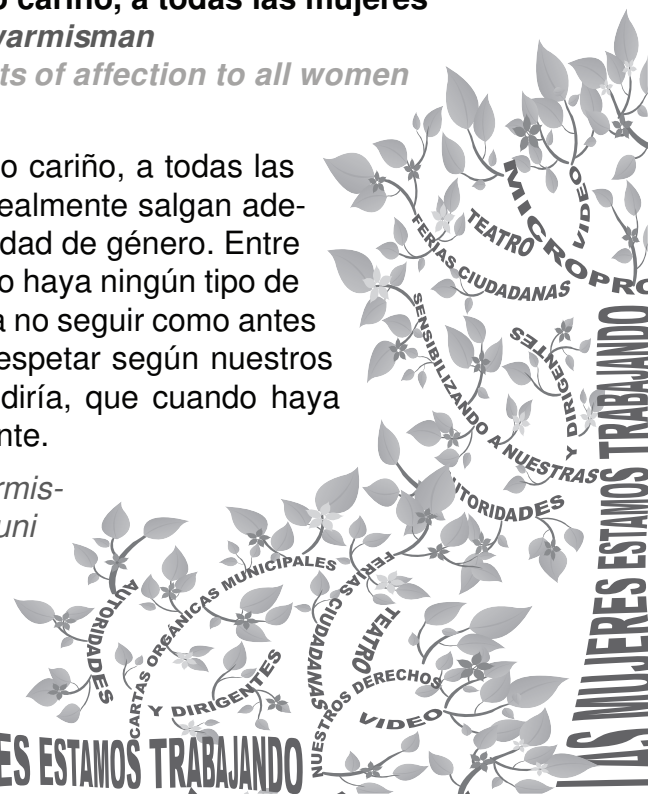 o cariño, a todas las mujeres
varmisman
ts of affection to all women
o cariño, a todas las
ealmente salgan ade-
dad de género. Entre
o haya ningún tipo de
a no seguir como antes
espetar según nuestros
diría, que cuando haya
nte.
rmis-
uni
MICROPRO
VIDEO
TEATRO
FERIAS CIUDADANAS
SENSIBILIZANDO A NUESTRAS
Y DIRIGENTES
UTORIDADES
LAS MUJERES ESTAMOS TRABAJANDO
AUTORIDADES
CARTAS ORGÁNICAS MUNICIPALES
Y DIRIGENTES
FERIAS CIUDADANAS
TEATRO
NUESTROS DERECHOS
VIDEO
ES ESTAMOS TRABAJANDO